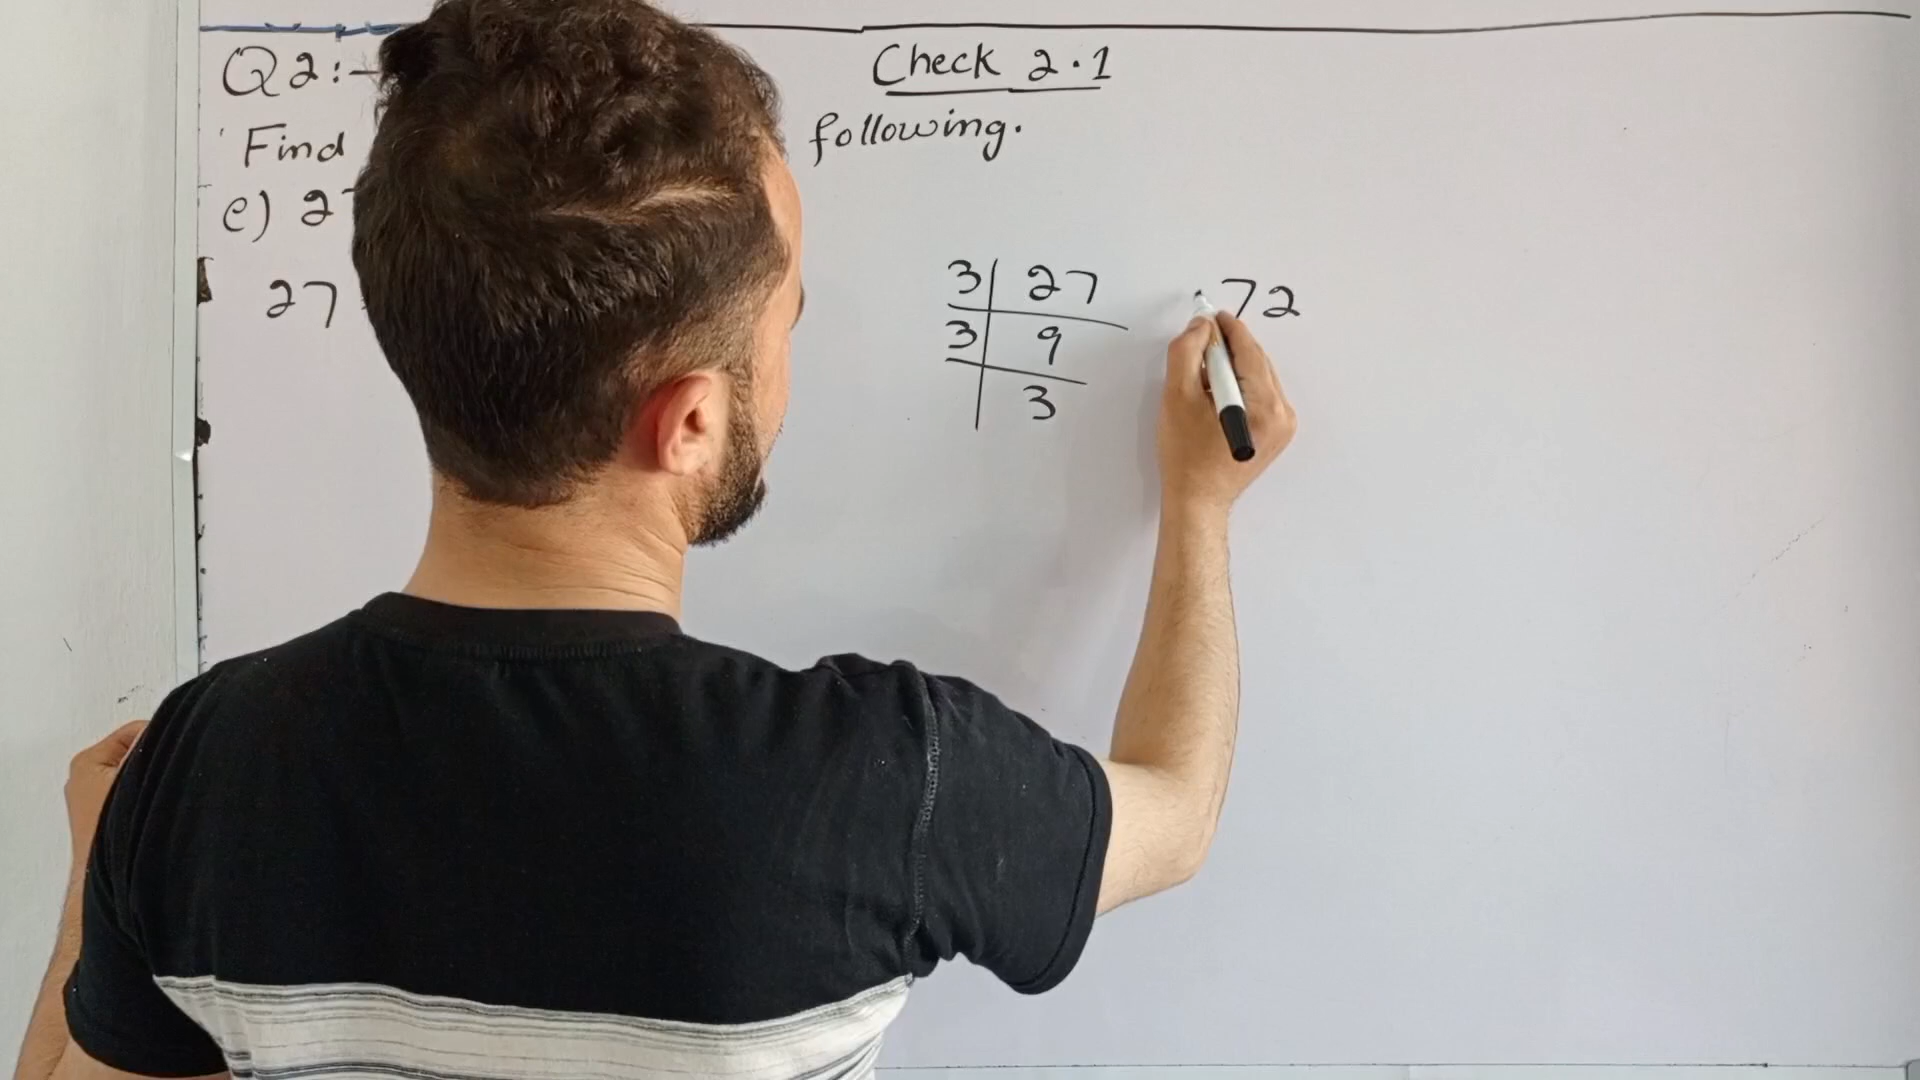 Check 2.1
Q2:-
Find following.
e) 27
27
3 27
3 9
3
72